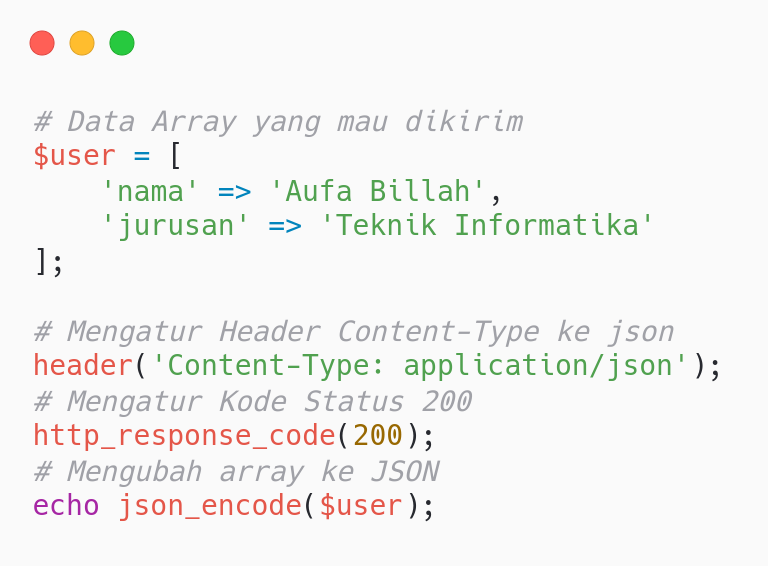 # Data Array yang mau dikirim
$user = [
    'nama' => 'Aufa Billah',
    'jurusan' => 'Teknik Informatika'
];

# Mengatur Header Content-Type ke json
header('Content-Type: application/json');
# Mengatur Kode Status 200
http_response_code(200);
# Mengubah array ke JSON
echo json_encode($user);